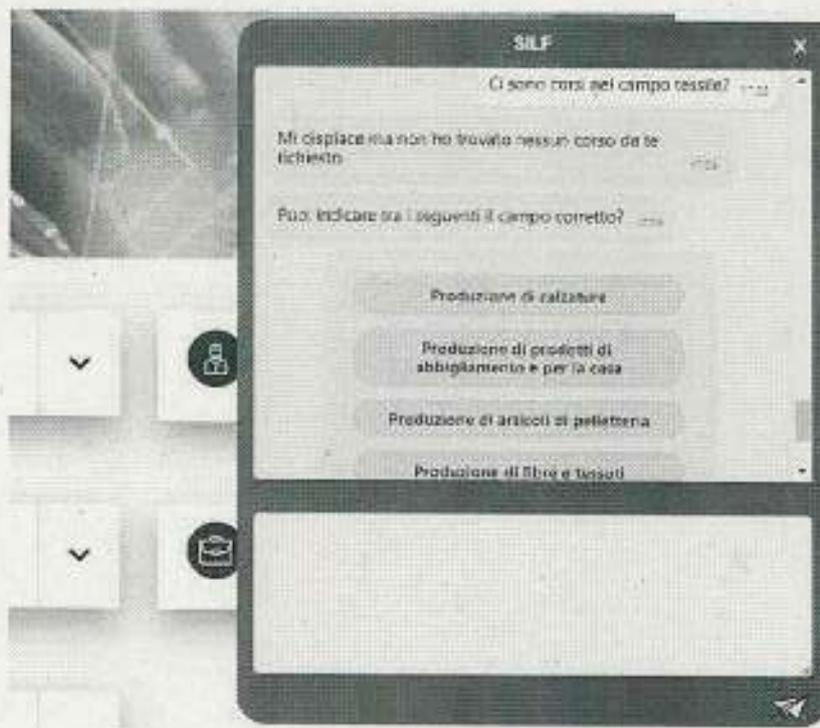 SILF
Ci sono corsi nel campo tessile?
Mi dispiace ma non ho trovato nessun corso da te
richiesto
Puoi indicare tra i seguenti il campo corretto?
Produzione di calzature
Produzione di prodotti di
abbigliamento e per la casa
Produzione di articoli di pelletteria
Produzione di fibre e tessuti